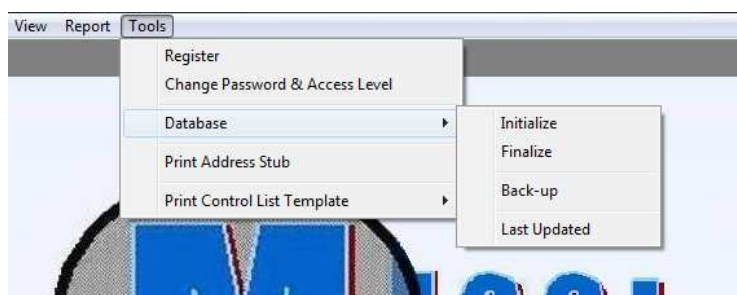 View Report Tools
Register
Change Password & Access Level
Database
Print Address Stub
Print Control List Template
Initialize
Finalize
Back-up
Last Updated